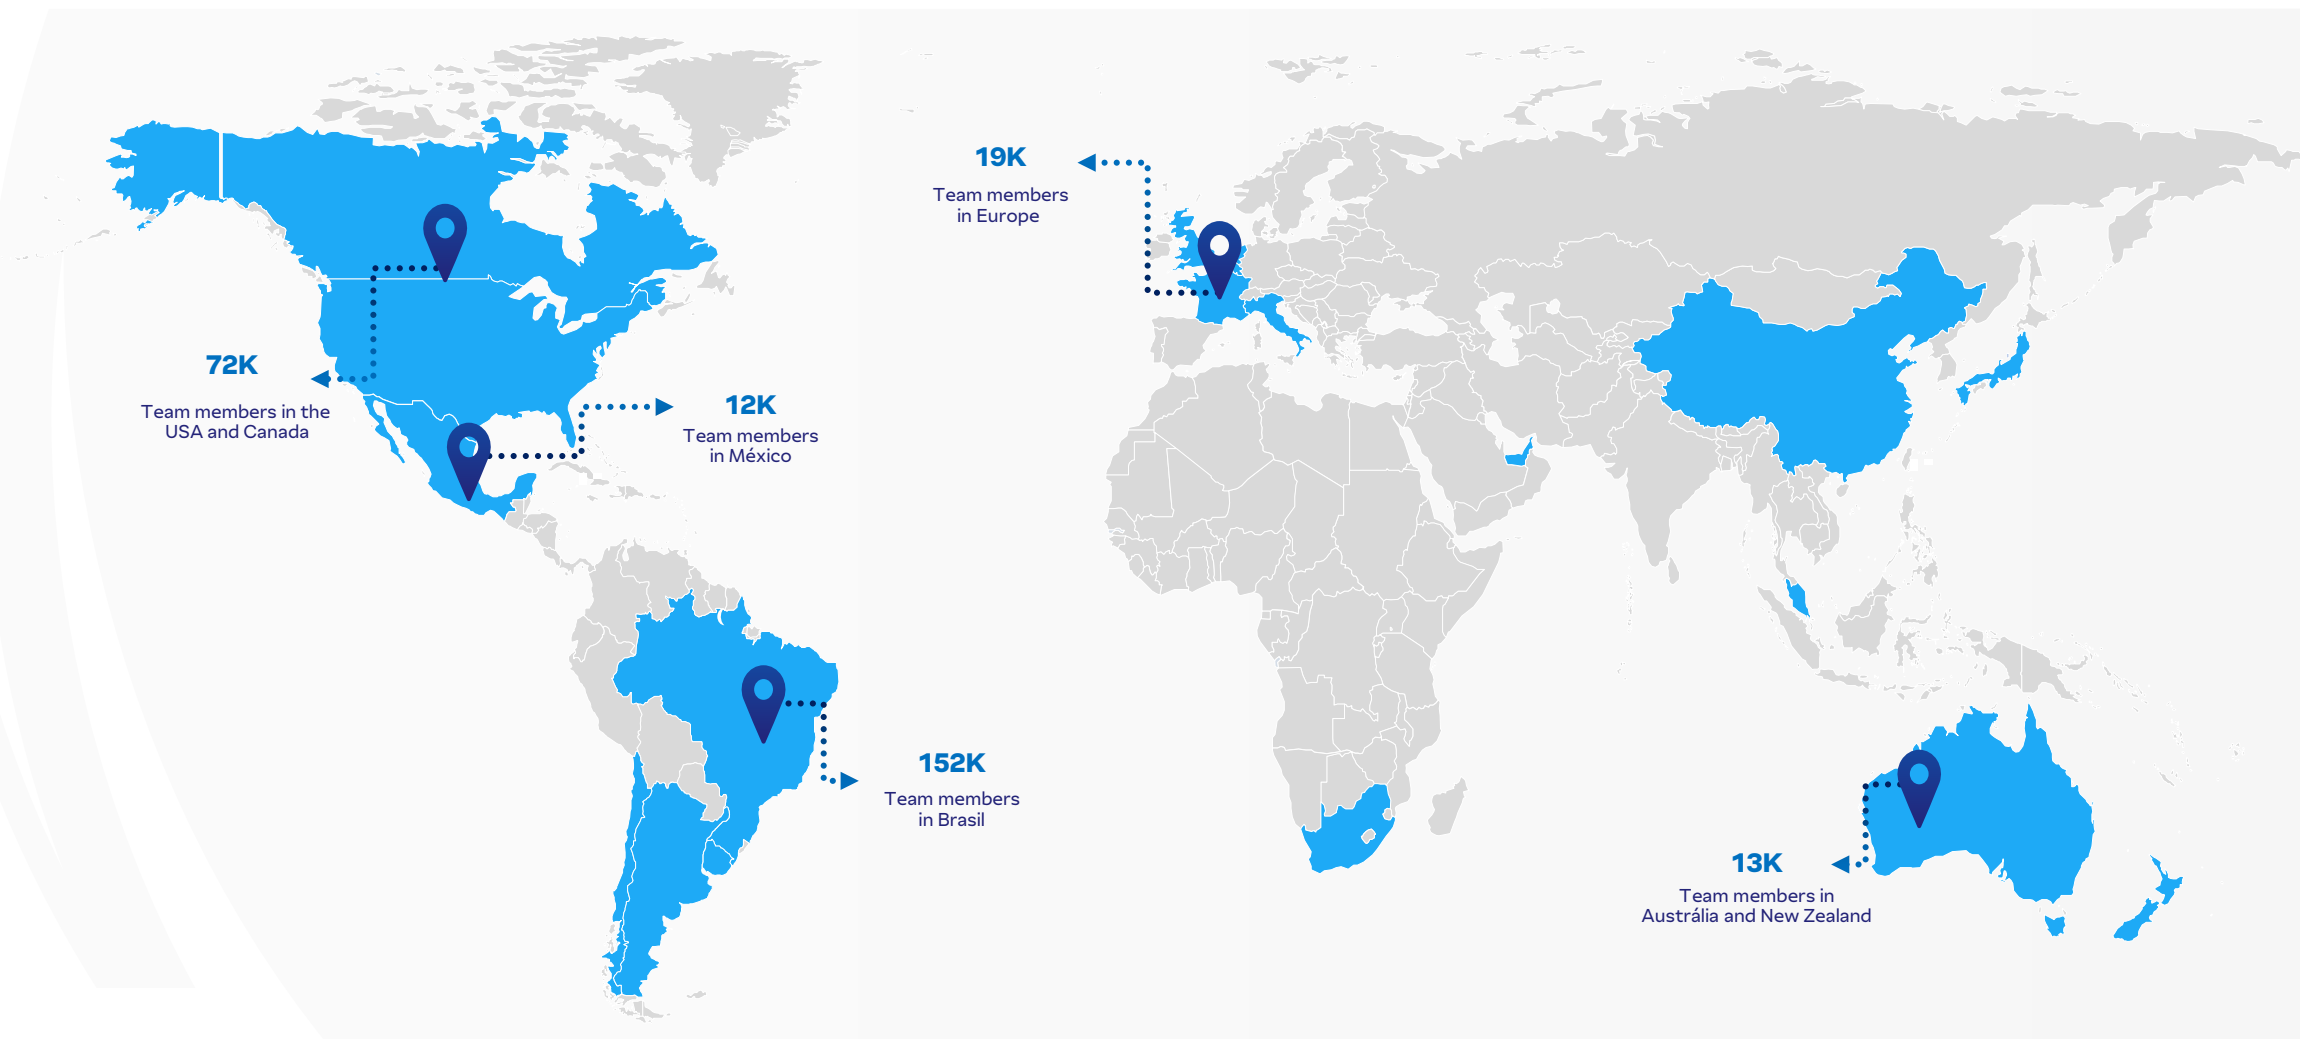 19K
Team members
in Europe
72K
Team members in the
USA and Canada
12K
Team members
in México
152K
Team members
in Brasil
13K
Team members in
Austrália and New Zealand